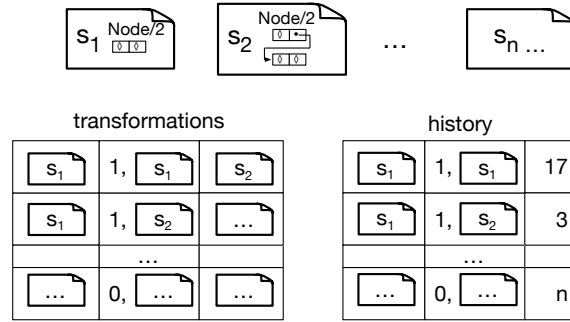 s₁ Node/2 ◊ ◊
s₂ Node/2 ◊ • ◊ ◊
...
sₙ ...
transformations
s₁ 1, s₁ s₂
s₁ 1, s₂ ...
...
... 0, ... ...
history
s₁ 1, s₁ 17
s₁ 1, s₂ 3
...
... 0, ... n